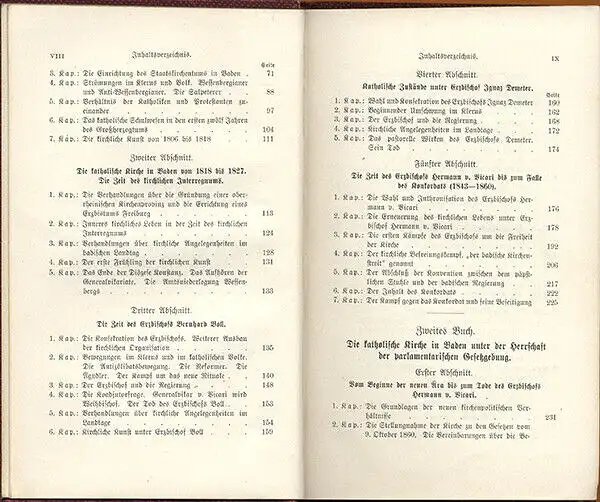 VIII
Inhaltsverzeichnis.
Seite
3. Kap.: Die Einrichtung des Staatskirchentums in Baden . 71
4. Kap.: Strömungen im Klerus und Volk. Wessenbergianer
und Anti-Wessenbergianer. Die Salpeterer . . 88
5. Kap.: Verhältnis der Katholiken und Protestanten zu-
einander . . . . . . . 97
6. Kap.: Das katholische Schulwesen in den ersten zwölf Jahren
des Großherzogtums . . . . . 104
7. Kap.: Die kirchliche Kunst von 1806 bis 1818 . . 111
Zweiter Abschnitt.
Die katholische Kirche in Baden von 1818 bis 1827.
Die Zeit des kirchlichen Interregnums.
1. Kap.: Die Verhandlungen über die Gründung einer ober-
rheinischen Kirchenprovinz und die Errichtung eines
Erzbistums Freiburg . . . . . 113
2. Kap.: Inneres kirchliches Leben in der Zeit des kirchlichen
Interregnums . . . . . . 124
3. Kap.: Verhandlungen über kirchliche Angelegenheiten im
badischen Landtag . . . . . 128
4. Kap.: Der erste Frühling der kirchlichen Kunst . . 131
5. Kap.: Das Ende der Diözese Konstanz. Das Aufhören der
Generalvikariate. Die Amtsniederlegung Wessen-
bergs . . . . . . . 133
Dritter Abschnitt.
Die Zeit des Erzbischofs Bernhard Boll.
1. Kap.: Die Konsekration des Erzbischofs. Weiterer Ausbau
der kirchlichen Organisation . . . . 135
2. Kap.: Bewegungen im Klerus und im katholischen Volke.
Die Antizölibatsbewegung. Die Reformer. Die
Agydler. Der Kampf um das neue Rituale . . 140
3. Kap.: Der Erzbischof und die Regierung . . . 148
4. Kap.: Die Koadjutorfrage. Generalvikar v. Vicari wird
Weihbischof. Der Tod des Erzbischofs Boll . . 153
5. Kap.: Verhandlungen über kirchliche Angelegenheiten im
Landtage . . . . . . . 154
6. Kap.: Kirchliche Kunst unter Erzbischof Boll . . . 159
Inhaltsverzeichnis.
IX
Vierter Abschnitt.
Katholische Zustände unter Erzbischof Ignaz Demeter.
Seite
1. Kap.: Wahl und Konsekration des Erzbischofs Ignaz Demeter 160
2. Kap.: Beginnender Umschwung im Klerus . . . 162
3. Kap.: Der Erzbischof und die Regierung . . . 168
4. Kap.: Kirchliche Angelegenheiten im Landtag . . 172
5. Kap.: Das pastorelle Wirken des Erzbischofs Demeter.
Sein Tod . . . . . . . 174
Fünfter Abschnitt.
Die Zeit des Erzbischofs Hermann v. Vicari bis zum Falle
des Konkordats (1843—1860).
1. Kap.: Die Wahl und Inthronisation des Erzbischofs Her-
mann v. Vicari . . . . . . 176
2. Kap.: Die Erneuerung des kirchlichen Lebens unter Erz-
bischof Hermann v. Vicari . . . . 178
3. Kap.: Die ersten Kämpfe des Erzbischofs um die Freiheit
der Kirche . . . . . . . 192
4. Kap.: Der kirchliche Befreiungskampf, „der badische Kirchen-
streit“ genannt . . . . . . 206
5. Kap.: Der Abschluß der Konvention zwischen dem päpst-
lichen Stuhle und der badischen Regierung . . 217
6. Kap.: Der Inhalt des Konkordats . . . . 222
7. Kap.: Der Kampf gegen das Konkordat und seine Beseitigung 225
Zweites Buch.
Die katholische Kirche in Baden unter der Herrschaft
der parlamentarischen Gesetzgebung.
Erster Abschnitt.
Vom Beginne der neuen Ära bis zum Tode des Erzbischofs
Hermann v. Vicari.
1. Kap.: Die Grundlagen der neuen kirchenpolitischen Ver-
hältnisse . . . . . . . 231
2. Kap.: Die Stellungnahme der Kirche zu den Gesetzen vom
9. Oktober 1860. Die Vereinbarungen über die Be-